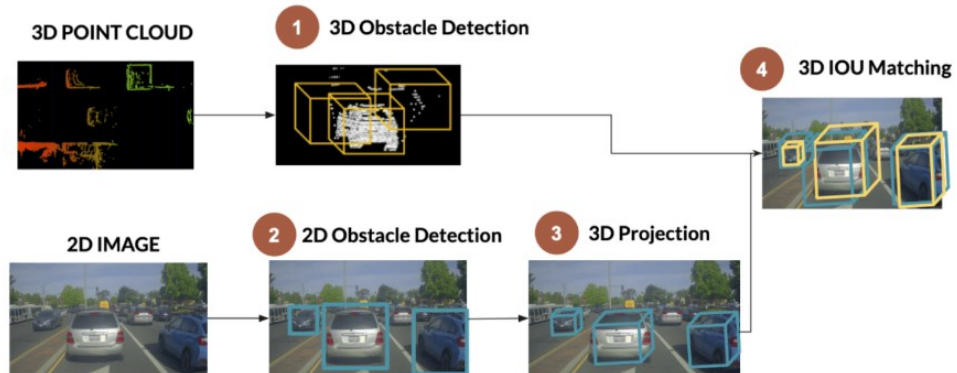 3D POINT CLOUD
1
3D Obstacle Detection
4
3D IOU Matching
2D IMAGE
2
2D Obstacle Detection
3
3D Projection